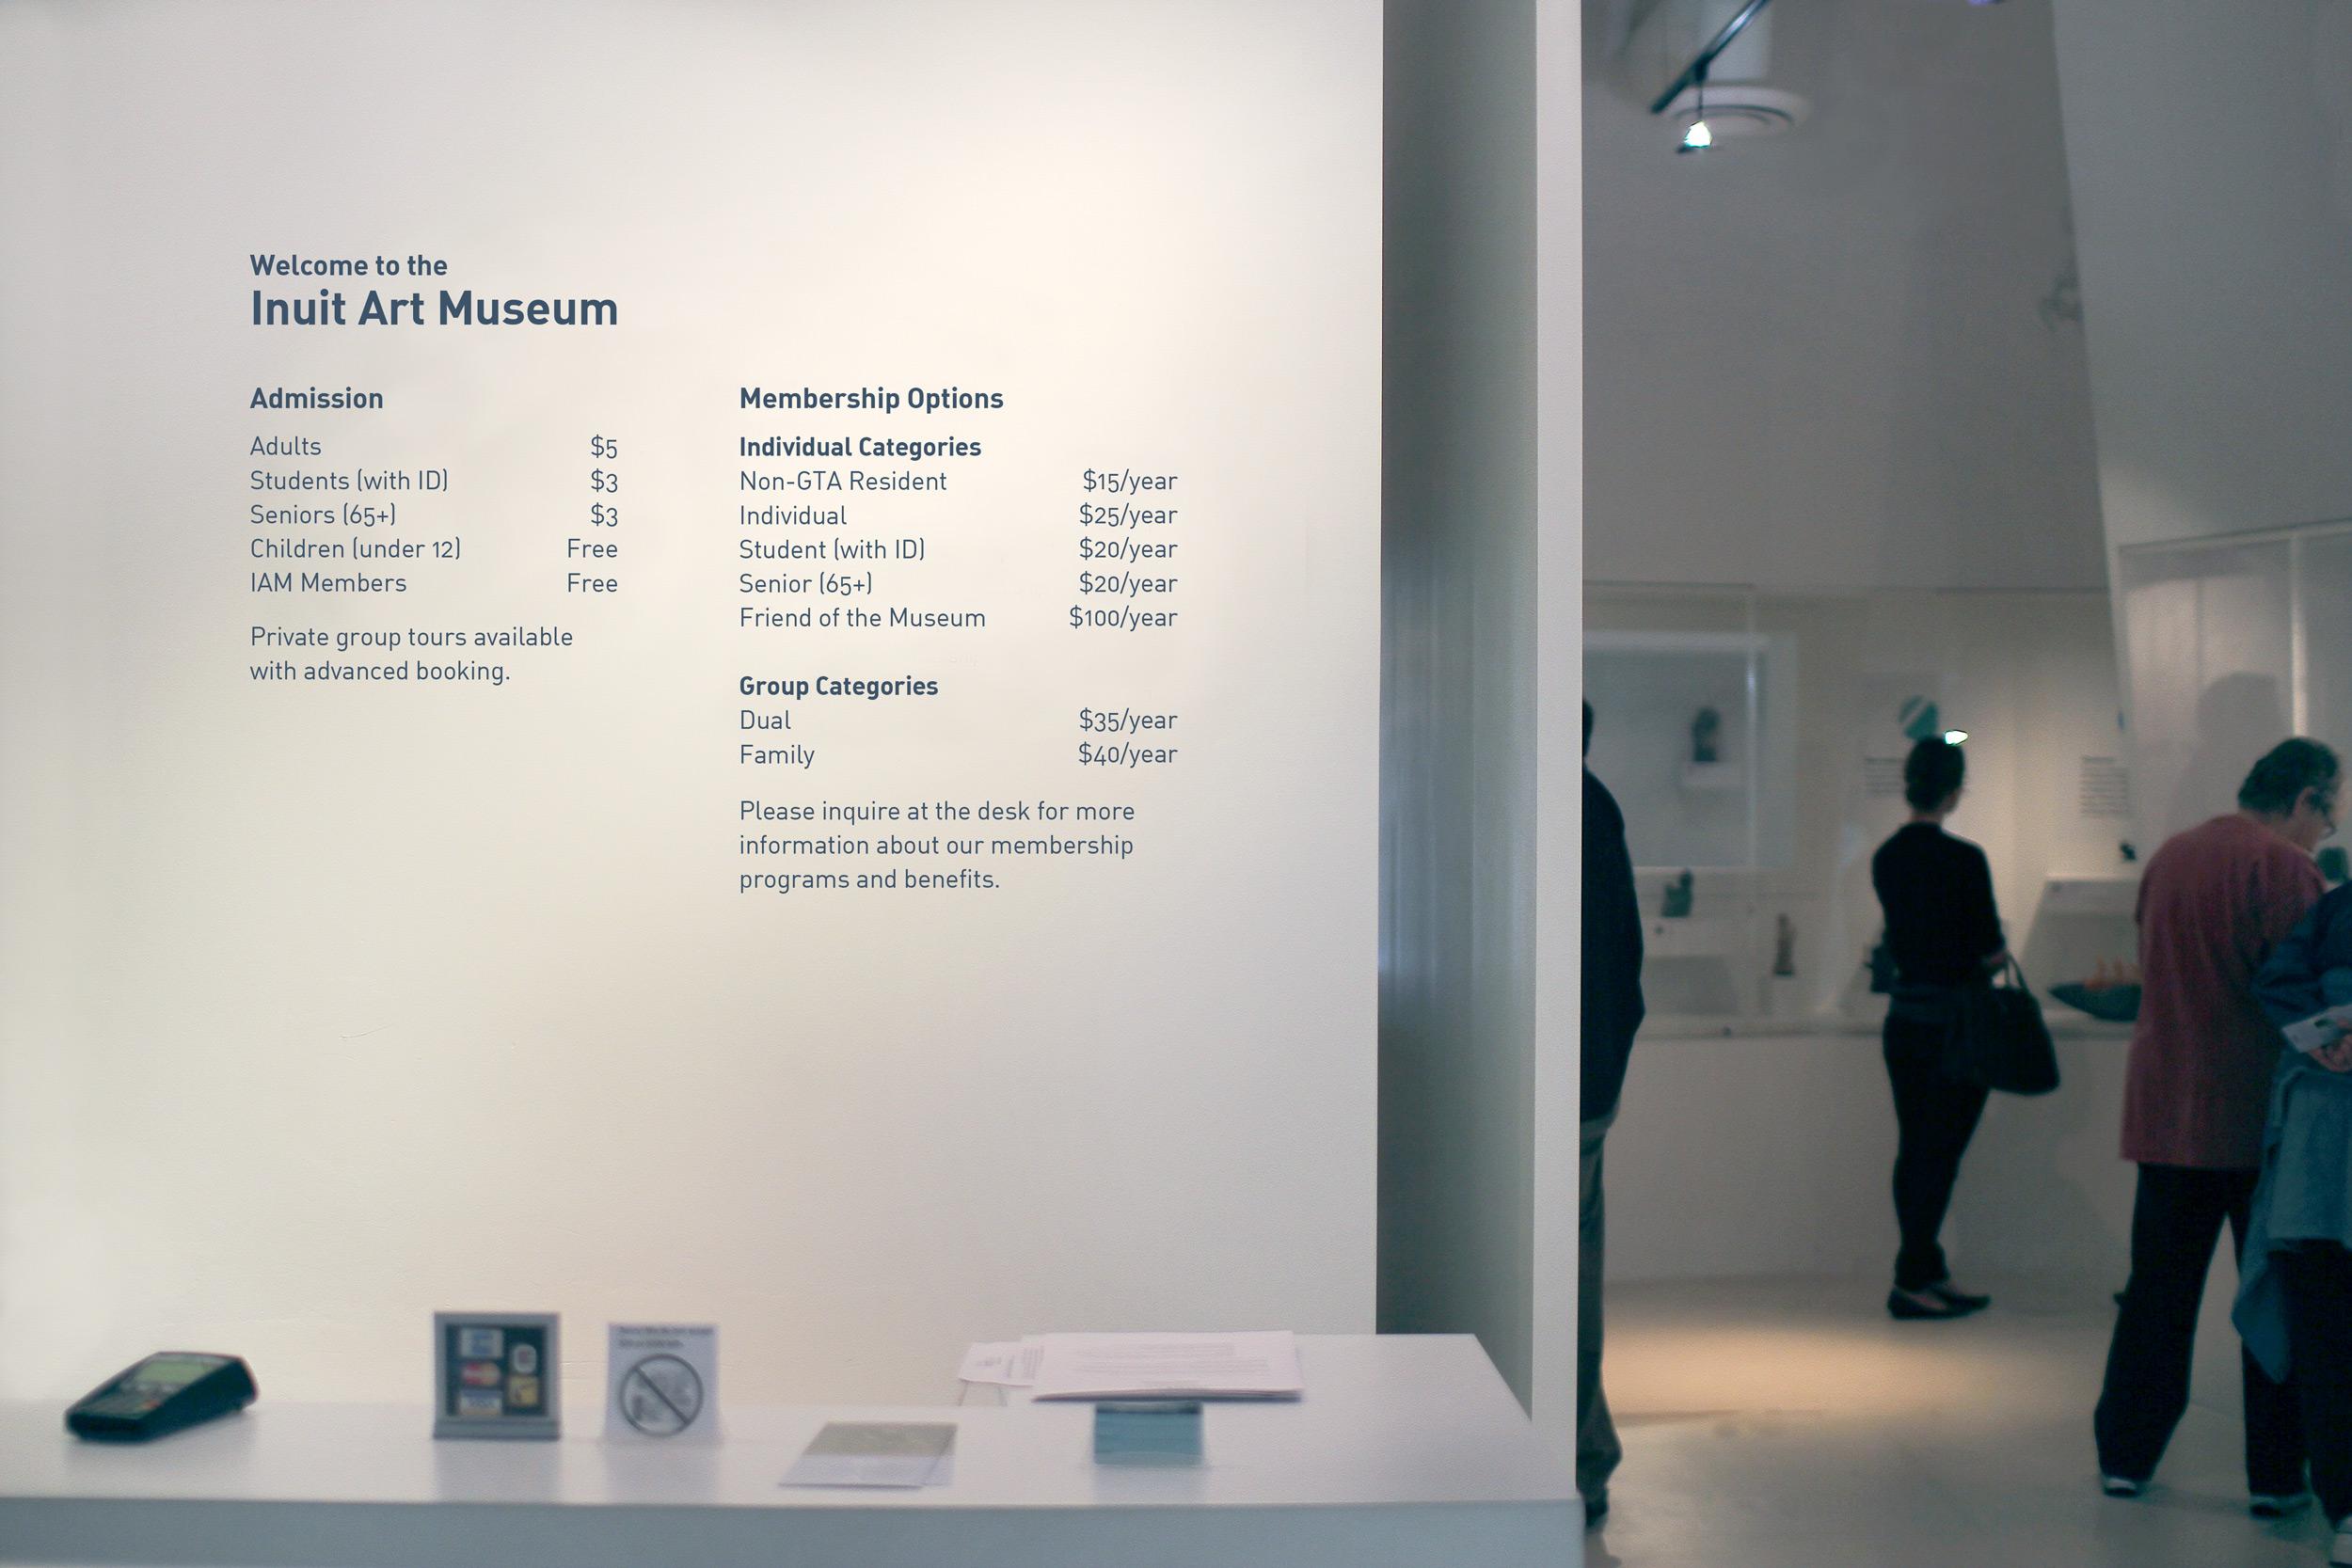 Welcome to the
Inuit Art Museum
Admission
Adults $5
Students (with ID) $3
Seniors (65+) $3
Children (under 12) Free
IAM Members Free
Private group tours available
with advanced booking.
Membership Options
Individual Categories
Non-GTA Resident $15/year
Individual $25/year
Student (with ID) $20/year
Senior (65+) $20/year
Friend of the Museum $100/year
Group Categories
Dual $35/year
Family $40/year
Please inquire at the desk for more
information about our membership
programs and benefits.
VISA